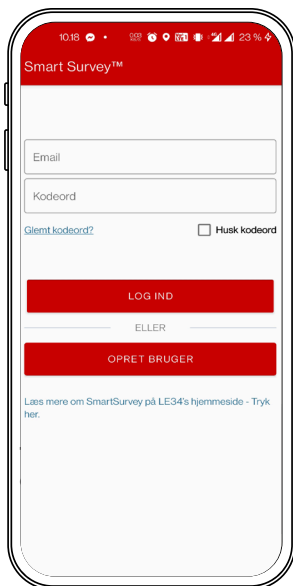 10.18 23 %
Smart Survey™
Email
Kodeord
Glemt kodeord? Husk kodeord
LOG IND
ELLER
OPRET BRUGER
Læs mere om SmartSurvey på LE34's hjemmeside - Tryk
her.